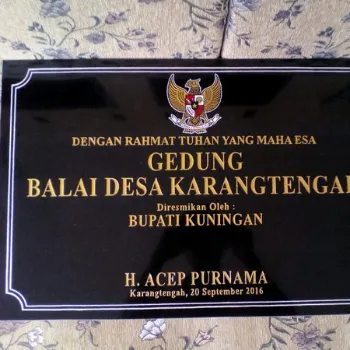 DENGAN RAHMAT TUHAN YANG MAHA ESA
GEDUNG
BALAI DESA KARANGTENGAH
Diresmikan Oleh :
BUPATI KUNINGAN
H. ACEP PURNAMA
Karangtengah, 20 September 2016